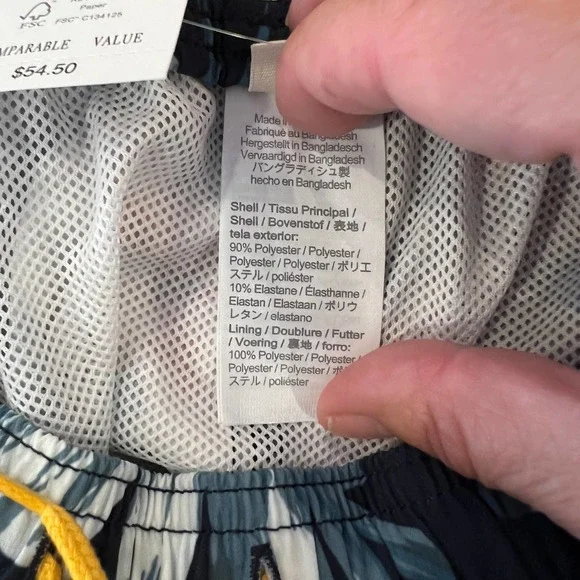 Paper
FSC
FSC C134125
MPARABLE VALUE
$54.50
Made in
Fabriqué au Bangladesh
Hergestellt in Bangladesch
Vervaardigd in Bangladesh
バングラディシュ製
hecho en Bangladesh
Shell / Tissu Principal /
Shell / Bovenstof / 表地 /
tela exterior:
90% Polyester / Polyester /
Polyester / Polyester / ポリエ
ステル / poliéster
10% Elastane / Élasthanne /
Elastan / Elastaan / ポリウ
レタン / elastano
Lining / Doublure / Futter
/ Voering / 裏地 / forro:
100% Polyester / Polyester /
Polyester / Polyester / ポ
ステル / poliéster